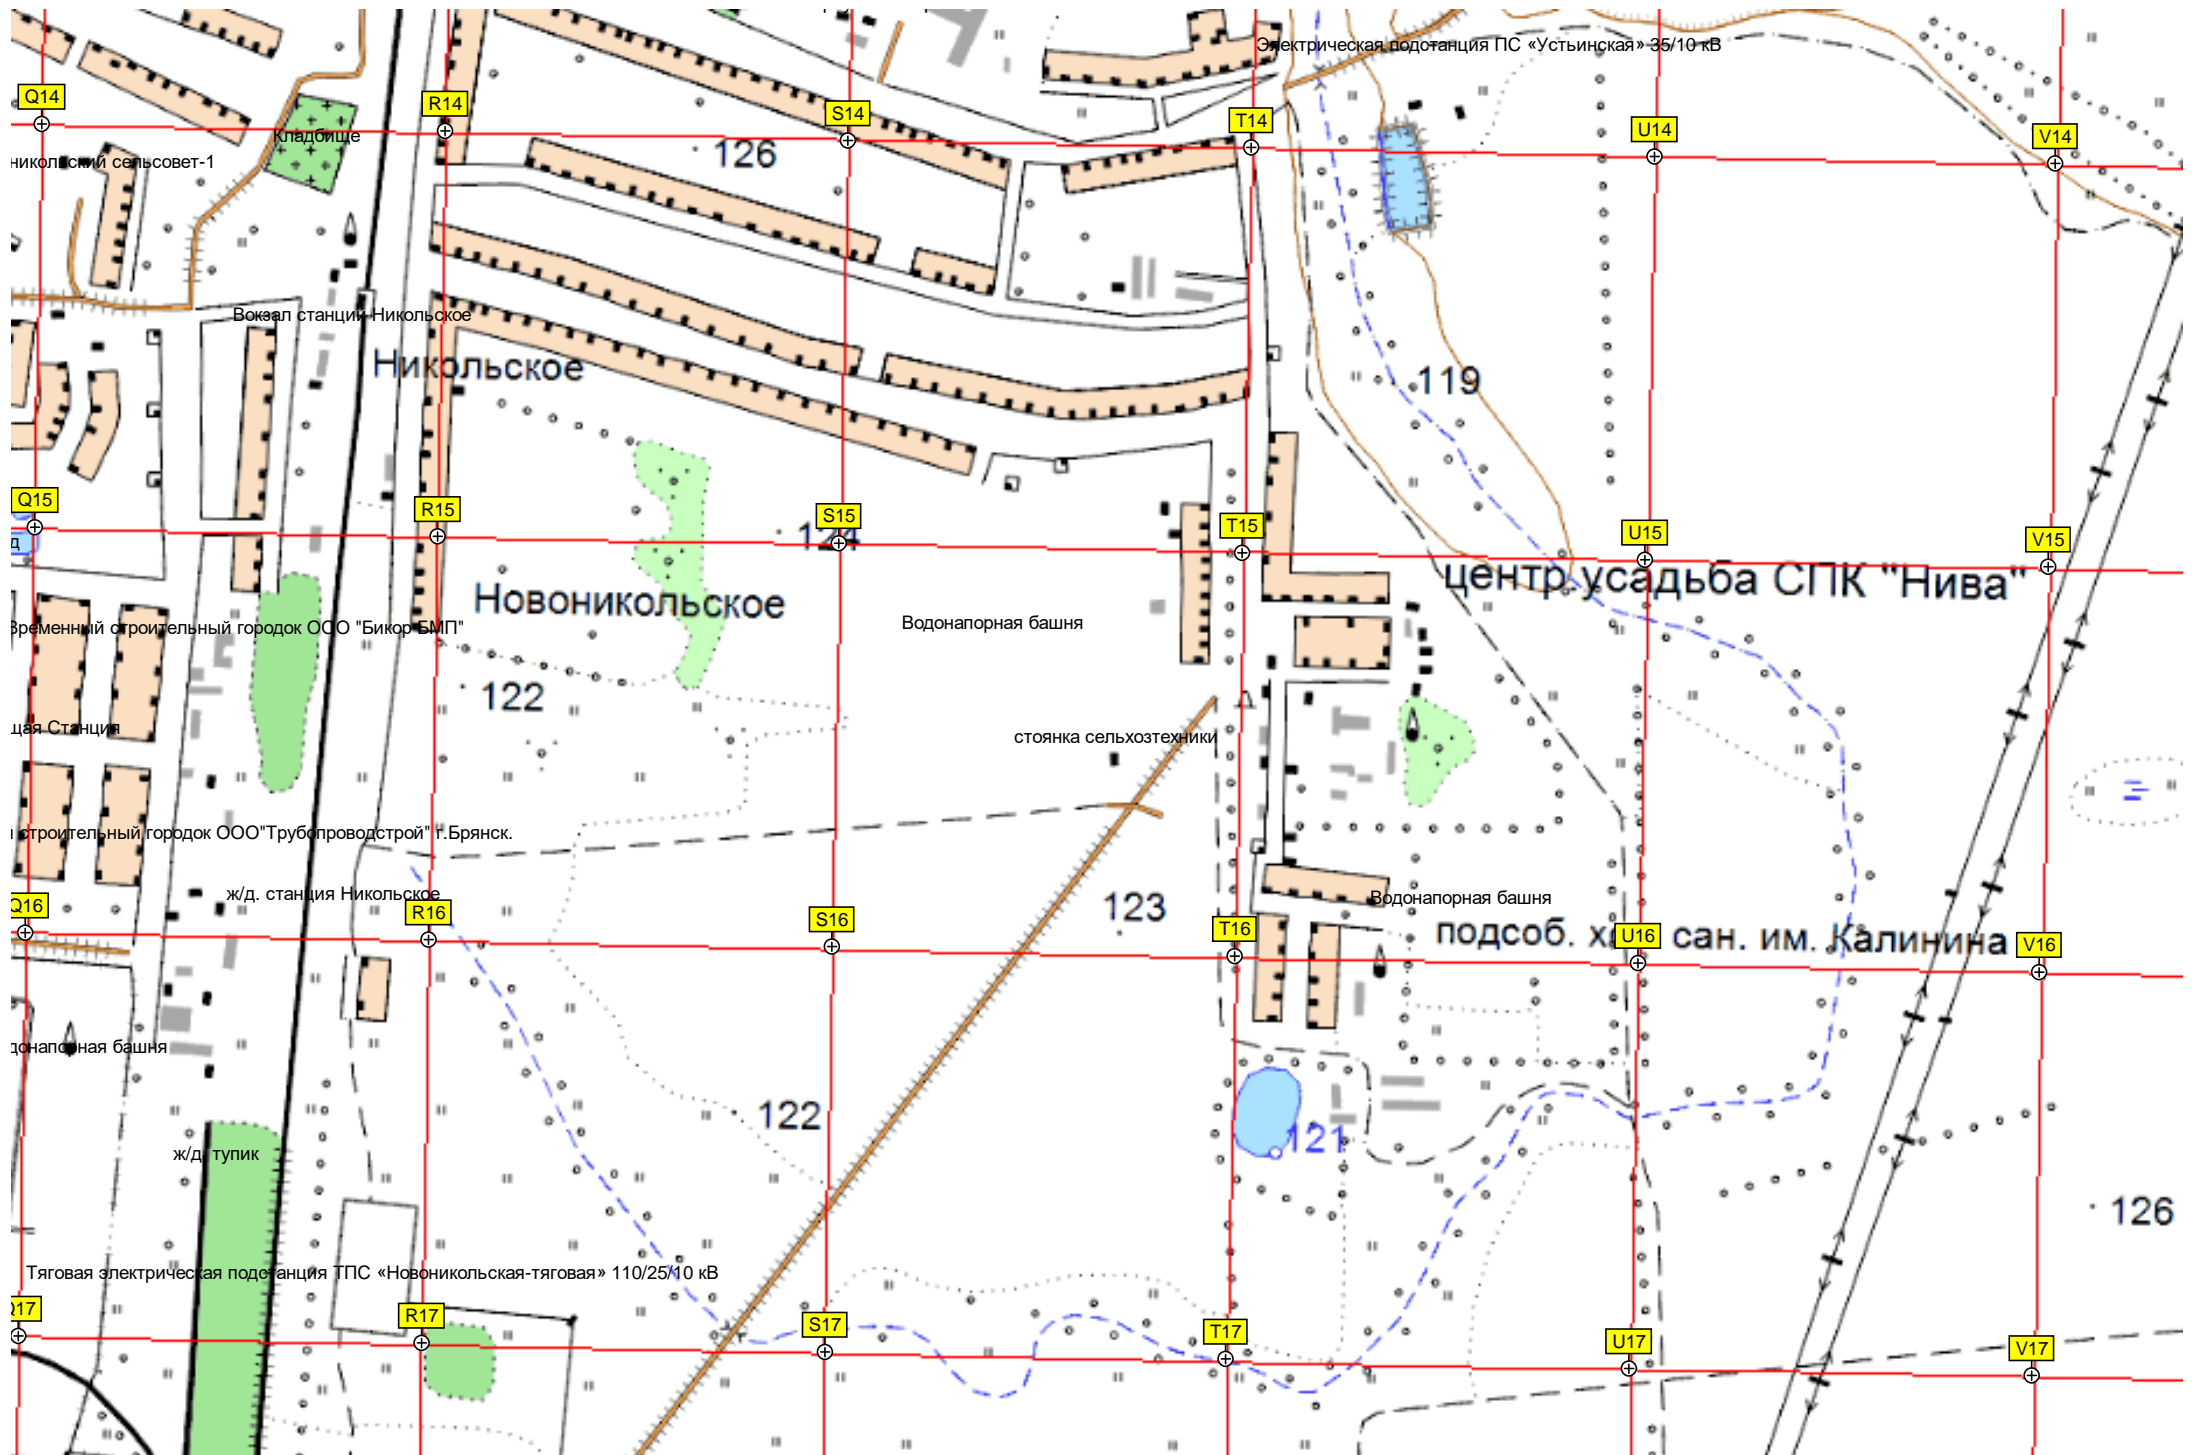 Электрическая подстанция ПС «Устьинская» 35/10 кВ
Q14
R14
S14
T14
U14
V14
Кладбище
никольский сельсовет-1
126
Вокзал станции Никольское
Никольское
119
Q15
R15
S15
T15
U15
V15
д
124
центр.усадьба СПК "Нива"
Новоникольское
Водонапорная башня
Временный строительный городок ООО "Бикор БМП"
122
щая Станция
стоянка сельхозтехники
строительный городок ООО"Трубопроводстрой" г.Брянск.
ж/д. станция Никольское
123
Водонапорная башня
Q16
R16
S16
T16
U16
V16
подсоб. сан. им. Калинина
донапорная башня
122
121
ж/д. тупик
126
Тяговая электрическая подстанция ТПС «Новоникольская-тяговая» 110/25/10 кВ
Q17
R17
S17
T17
U17
V17